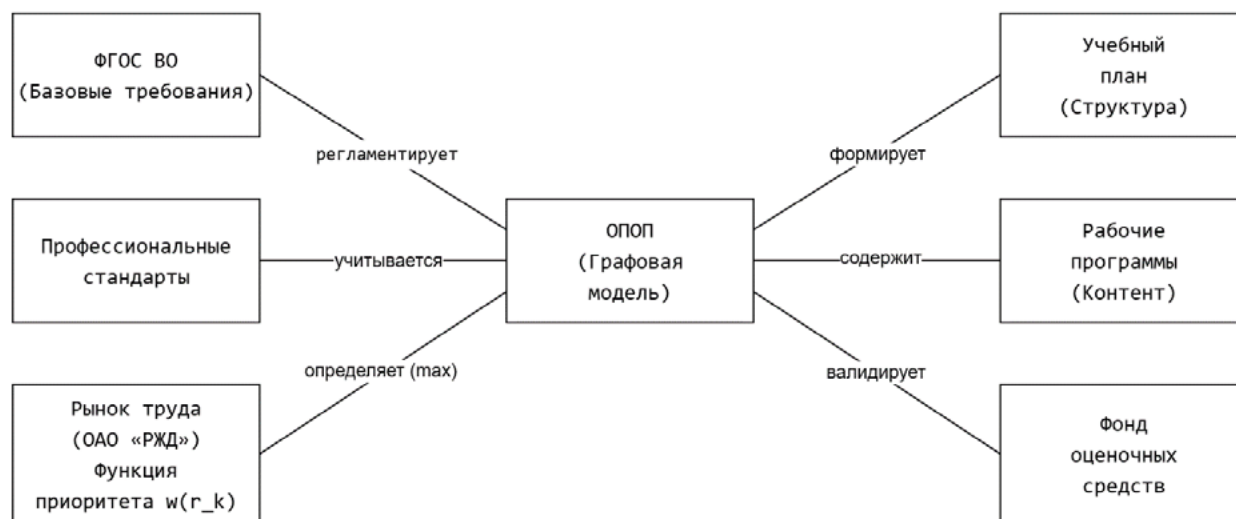 ФГОС ВО
(Базовые требования)
регламентирует
Профессиональные
стандарты
учитывается
Рынок труда
(ОАО «РЖД»)
Функция
приоритета w(r_k)
определяет (max)
ОПОП
(Графовая
модель)
Учебный
план
(Структура)
формирует
Рабочие
программы
(Контент)
содержит
Фонд
оценочных
средств
валидирует